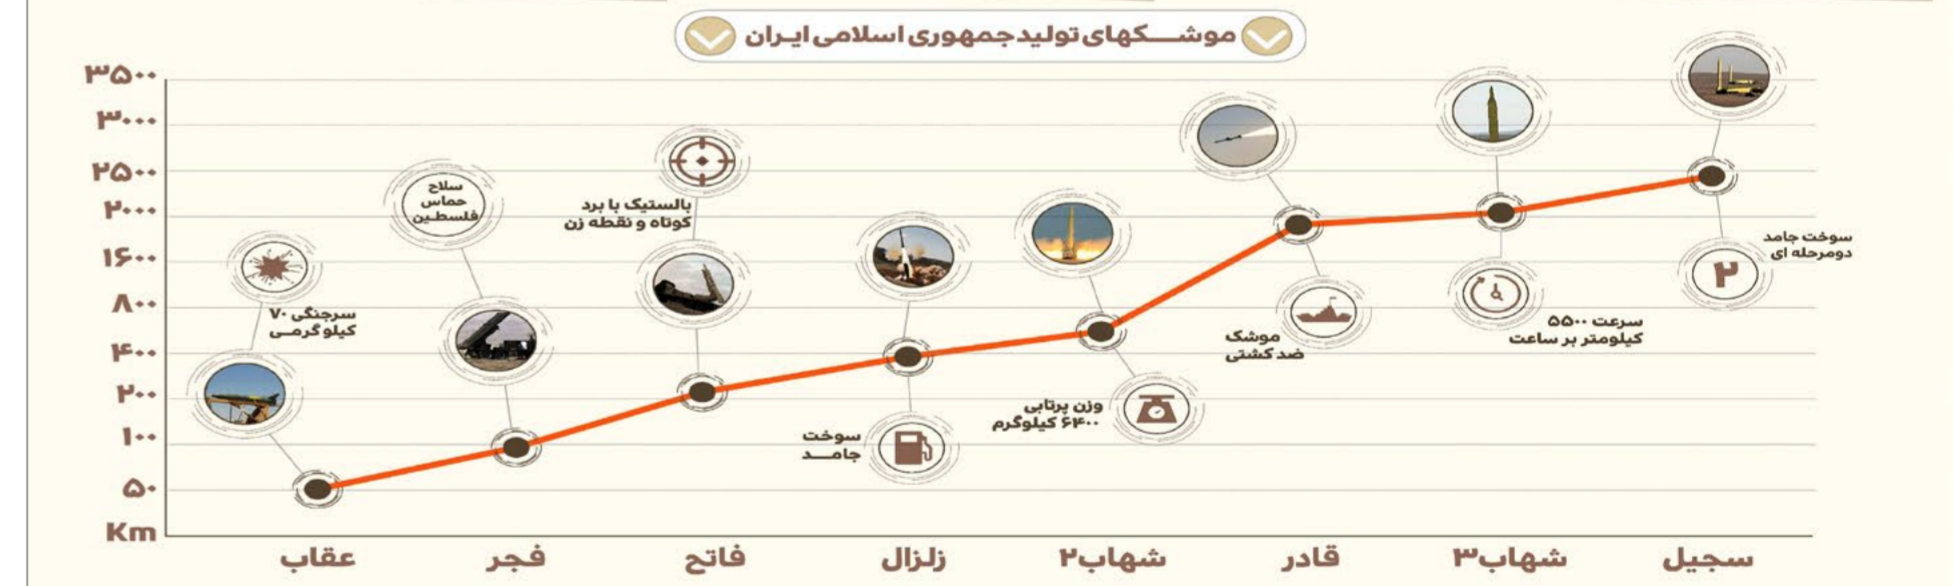 موشکهای تولید جمهوری اسلامی ایران
۳۵۰۰
۳۰۰۰
۲۵۰۰
۲۰۰۰
۱۶۰۰
۸۰۰
۴۰۰
۲۰۰
۱۰۰
۵۰
Km
سرجنگی ۷۰
کیلوگرمی
سلاح
حماس
فلسطین
بالستیک با برد
کوتاه و نقطه زن
سوخت
جامد
وزن پرتابی
۶۴۰۰ کیلوگرم
موشک
ضد کشتی
سرعت ۵۵۰۰
کیلومتر بر ساعت
سوخت جامد
دومرحله ای
۲
عقاب
فجر
فاتح
زلزال
شهاب۲
قادر
شهاب۳
سجیل